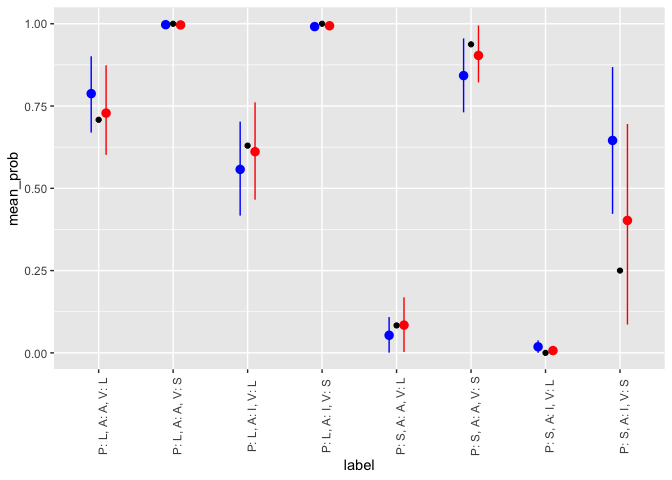 1.00
0.75
0.50
0.25
0.00
mean_prob
P: L, A: A, V: L
P: L, A: A, V: S
P: L, A: I, V: L
P: L, A: I, V: S
P: S, A: A, V: L
P: S, A: A, V: S
P: S, A: I, V: L
P: S, A: I, V: S
label